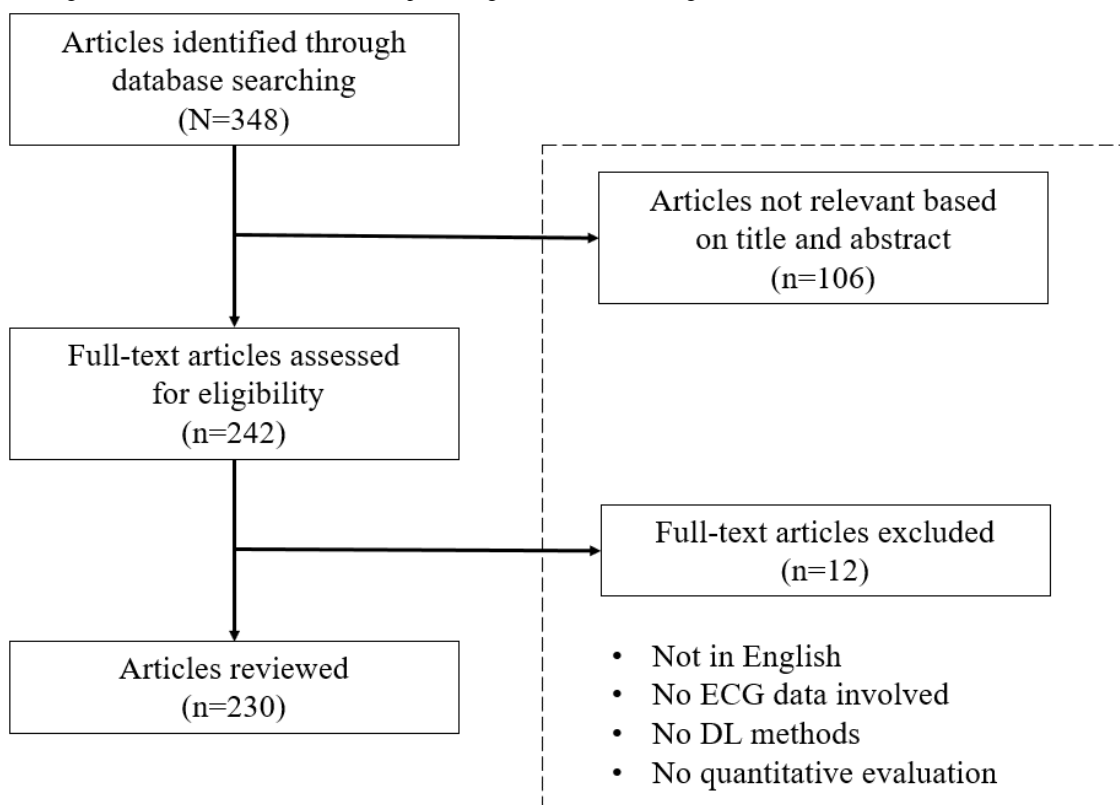 Articles identified through
database searching
(N=348)
Articles not relevant based
on title and abstract
(n=106)
Full-text articles assessed
for eligibility
(n=242)
Full-text articles excluded
(n=12)
Articles reviewed
(n=230)
• Not in English
• No ECG data involved
• No DL methods
• No quantitative evaluation